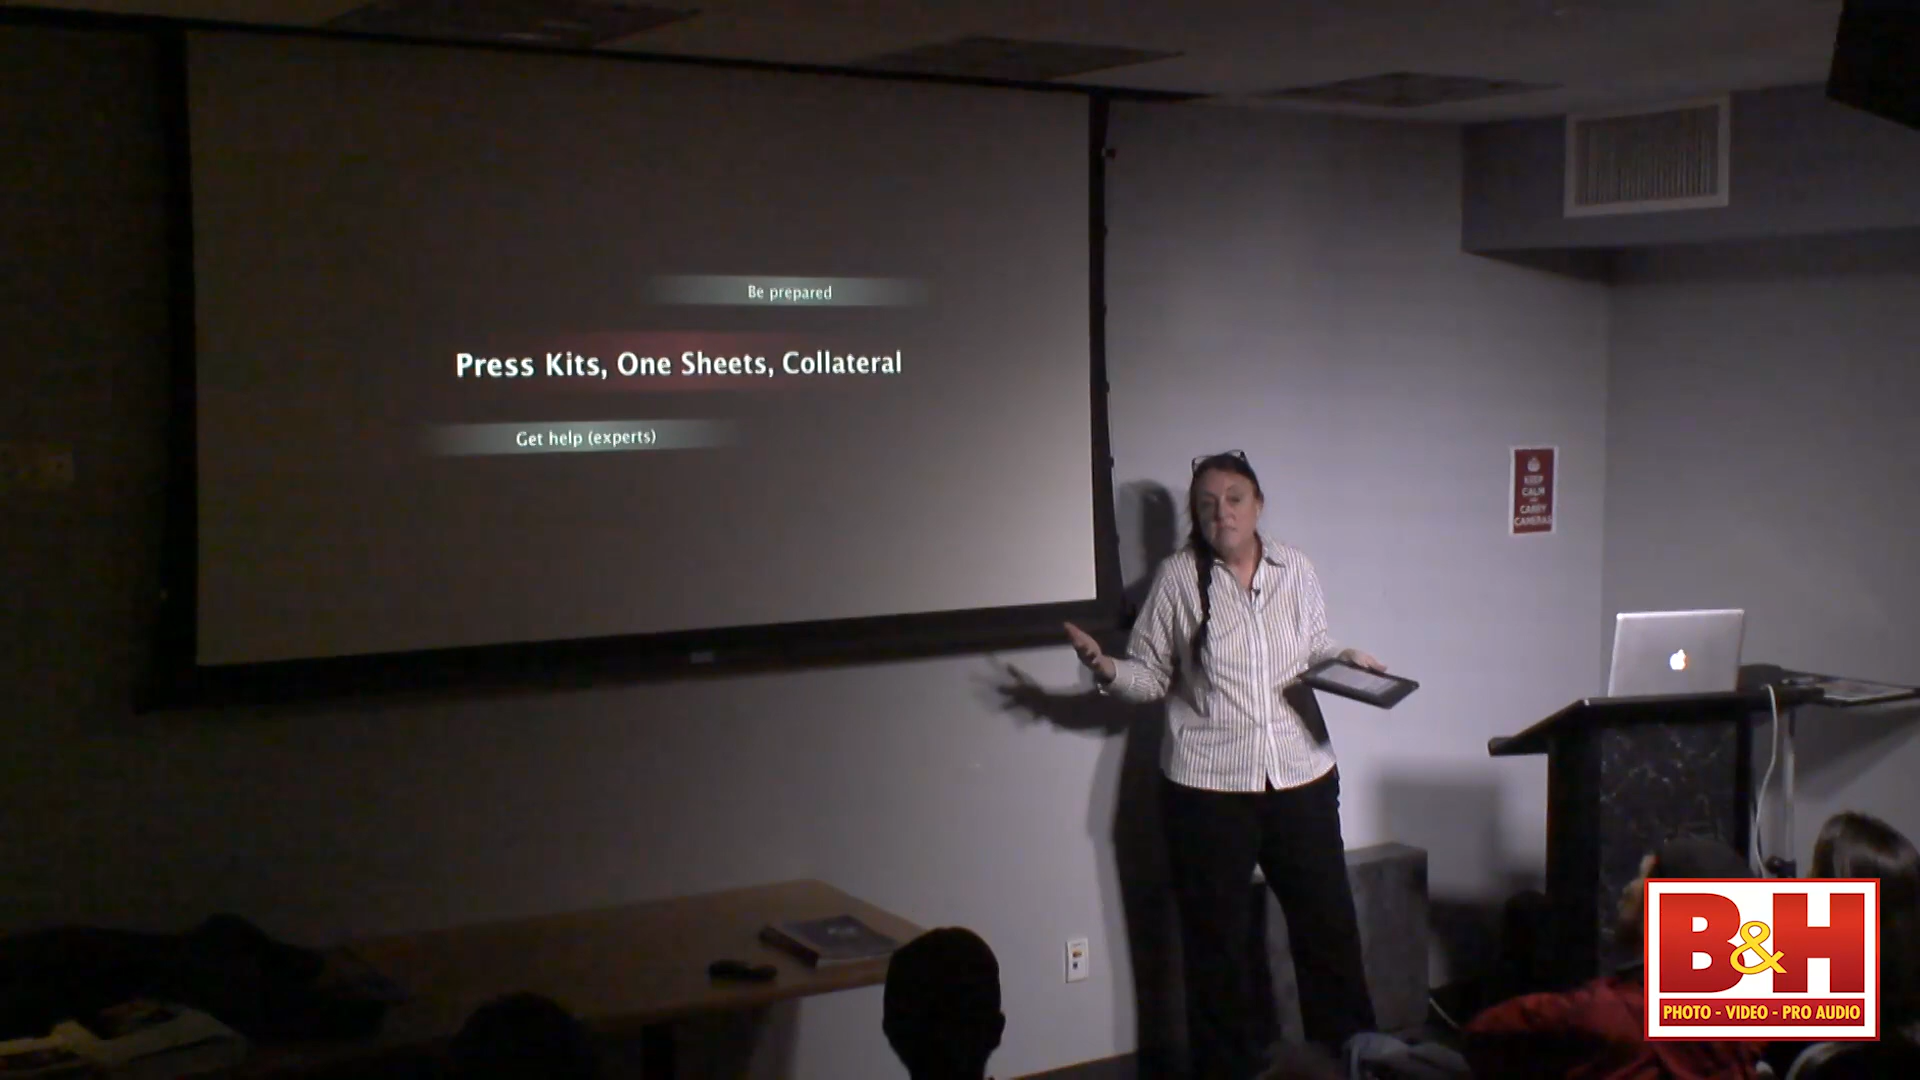 Be prepared
Press Kits, One Sheets, Collateral
Get help (experts)
KEEP
CALM
CARRY
CAMERAS
B&H
PHOTO - VIDEO - PRO AUDIO